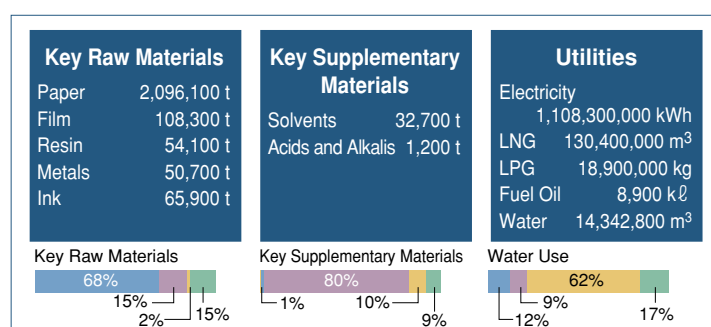 Key Raw Materials
Paper 2,096,100 t
Film 108,300 t
Resin 54,100 t
Metals 50,700 t
Ink 65,900 t
Key Supplementary
Materials
Solvents 32,700 t
Acids and Alkalis 1,200 t
Utilities
Electricity
1,108,300,000 kWh
LNG 130,400,000 m³
LPG 18,900,000 kg
Fuel Oil 8,900 kℓ
Water 14,342,800 m³
Key Raw Materials
68%
15%
2%
15%
Key Supplementary Materials
80%
1%
10%
9%
Water Use
62%
12%
9%
17%